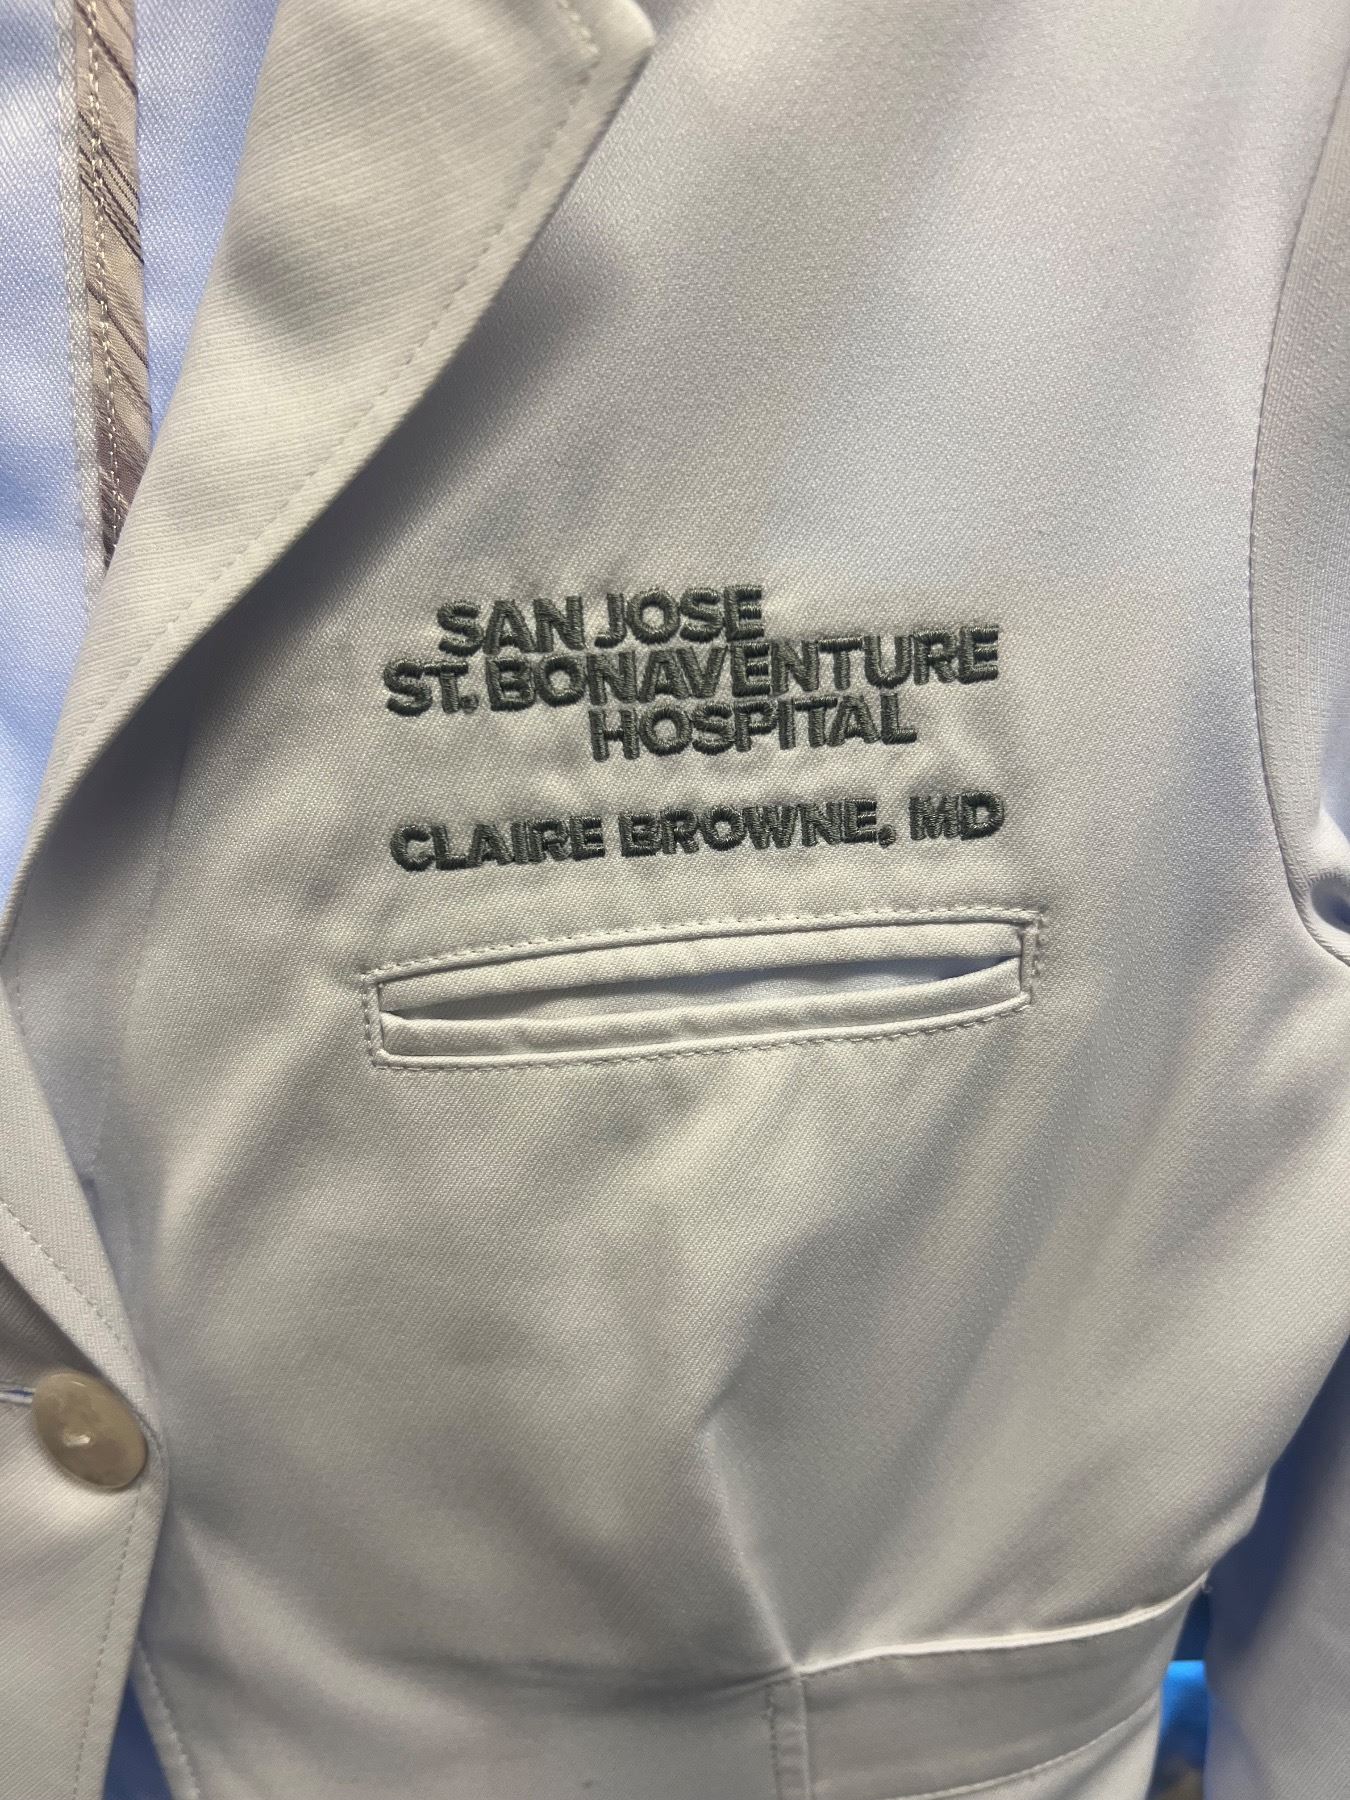 SAN JOSE
ST. BONAVENTURE
HOSPITAL
CLAIRE BROWNE, MD